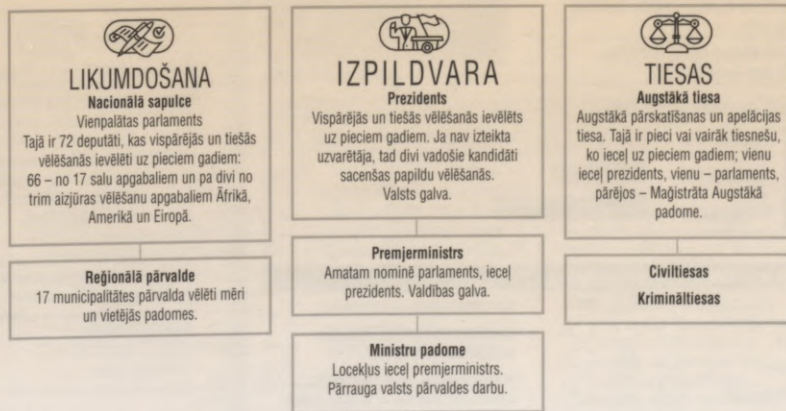 LIKUMDOŠANA
Nacionālā sapulce
Vienpalātas parlaments
Tajā ir 72 deputāti, kas vispārējās un tiešās
vēlēšanās ievēlēti uz pieciem gadiem:
66 – no 17 salu apgabaliem un pa divi no
trim aizjūras vēlēšanu apgabaliem Āfrikā,
Amerikā un Eiropā.
Reģionālā pārvalde
17 municipalitātes pārvalda vēlēti mēri
un vietējās padomes.
IZPILDVARA
Prezidents
Vispārējās un tiešās vēlēšanās ievēlēts
uz pieciem gadiem. Ja nav izteikta
uzvarētāja, tad divi vadošie kandidāti
sacenšas papildu vēlēšanās.
Valsts galva.
Premjerministrs
Amatam nominē parlaments, ieceļ
prezidents. Valdības galva.
Ministru padome
Locekļus ieceļ premjerministrs.
Pārrauga valsts pārvaldes darbu.
TIESAS
Augstākā tiesa
Augstākā pārskatīšanas un apelācijas
tiesa. Tajā ir pieci vai vairāk tiesnešu,
ko ieceļ uz pieciem gadiem; vienu
ieceļ prezidents, vienu – parlaments,
pārējos – Maģistrāta Augstākā
padome.
Civiltiesas
Krimināltiesas